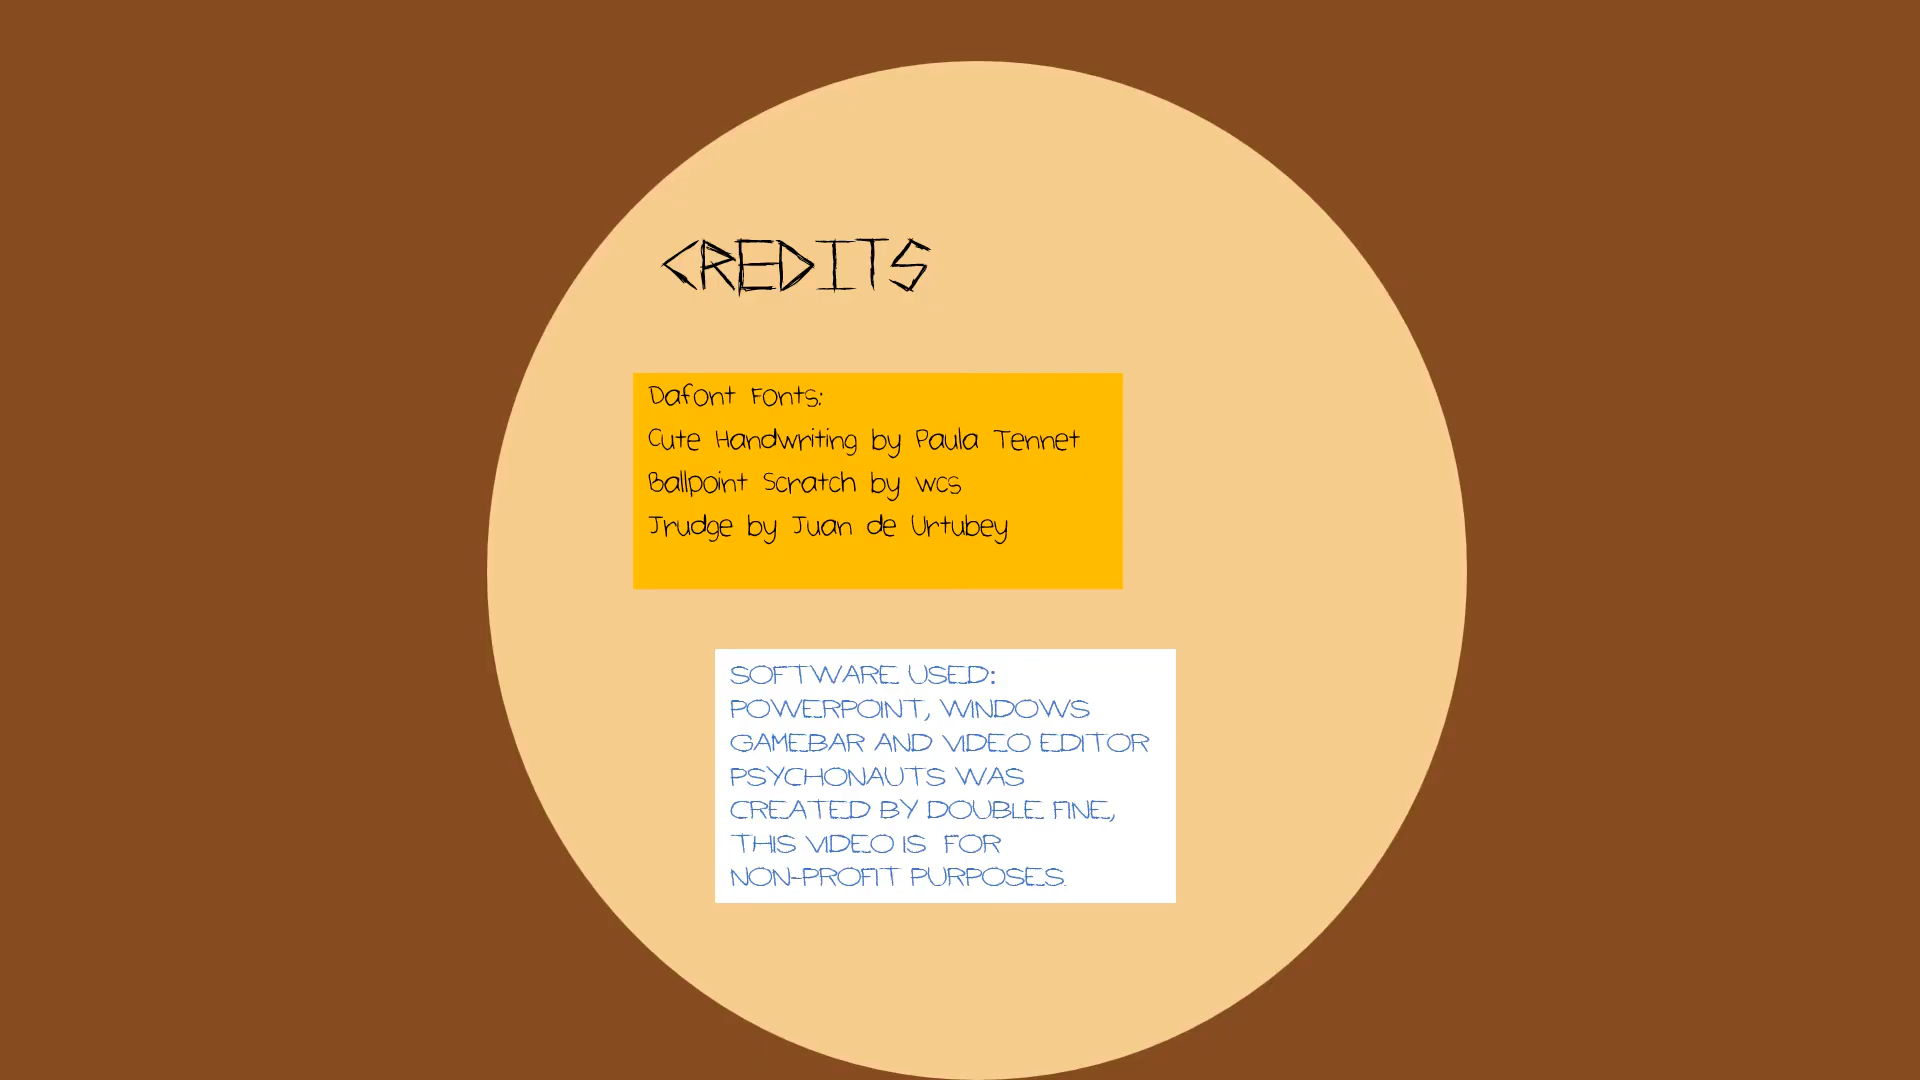 CREDITS
Dafont Fonts:
Cute Handwriting by Paula Tennet
Ballpoint Scratch by wcs
Jrudge by Juan de Urtubey
SOFTWARE USED:
POWERPOINT, WINDOWS
GAMEBAR AND VIDEO EDITOR
PSYCHONAUTS WAS
CREATED BY DOUBLE FINE,
THIS VIDEO IS FOR
NON-PROFIT PURPOSES.